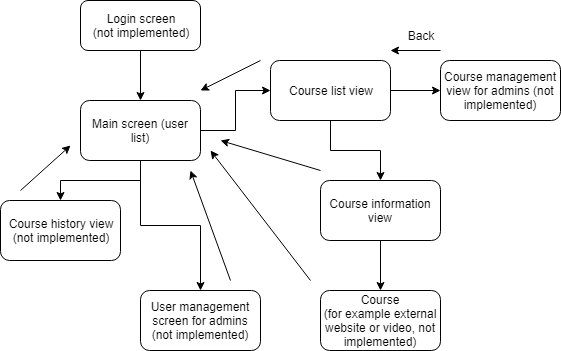 Login screen
(not implemented)
Back
Course list view
Course management
view for admins (not
implemented)
Main screen (user
list)
Course information
view
Course history view
(not implemented)
User management
screen for admins
(not implemented)
Course
(for example external
website or video, not
implemented)